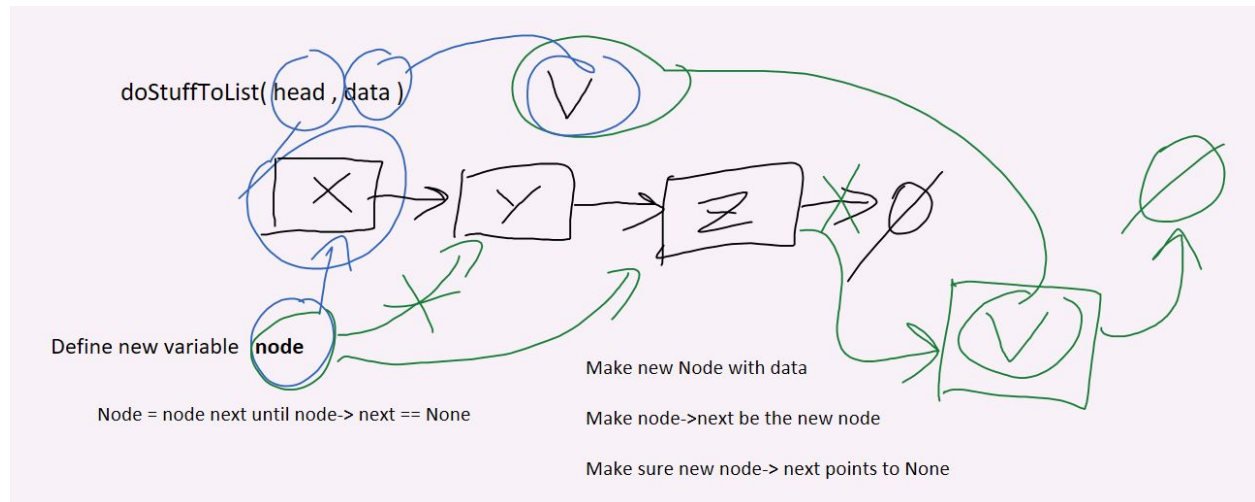 doStuffToList( head , data )
V
X
Y
Z
Ø
Ø
V
Define new variable node
Node = node next until node-> next == None
Make new Node with data
Make node->next be the new node
Make sure new node-> next points to None